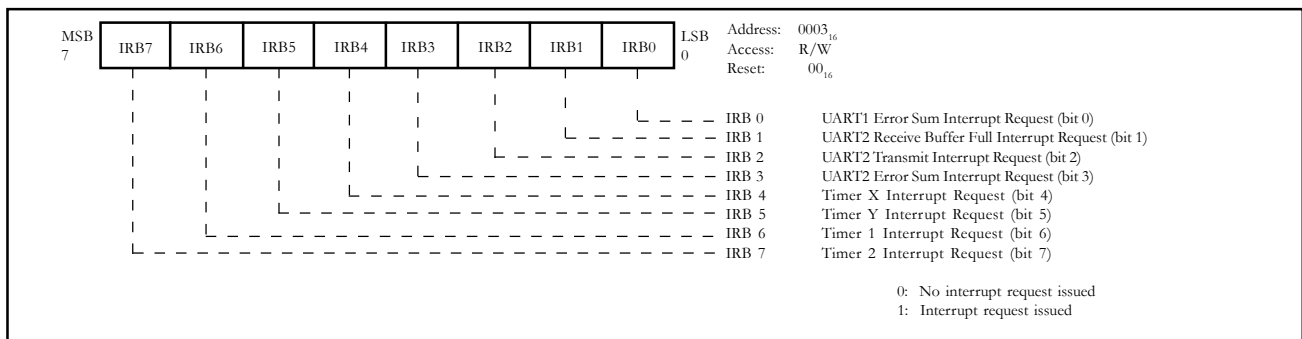 MSB 7 IRB7 IRB6 IRB5 IRB4 IRB3 IRB2 IRB1 IRB0 LSB 0
Address: 0003₁₆
Access: R/W
Reset: 00₁₆
IRB 0 UART1 Error Sum Interrupt Request (bit 0)
IRB 1 UART2 Receive Buffer Full Interrupt Request (bit 1)
IRB 2 UART2 Transmit Interrupt Request (bit 2)
IRB 3 UART2 Error Sum Interrupt Request (bit 3)
IRB 4 Timer X Interrupt Request (bit 4)
IRB 5 Timer Y Interrupt Request (bit 5)
IRB 6 Timer 1 Interrupt Request (bit 6)
IRB 7 Timer 2 Interrupt Request (bit 7)
0: No interrupt request issued
1: Interrupt request issued